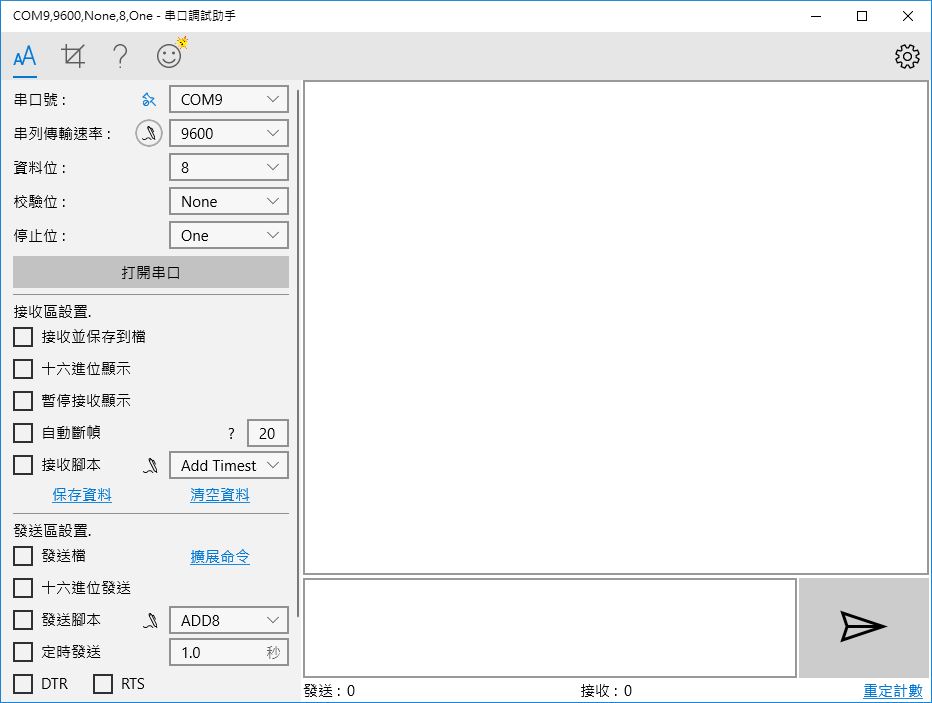 COM9,9600,None,8,One - 串口調試助手
串口號 : COM9
串列傳輸速率 : 9600
資料位 : 8
校驗位 : None
停止位 : One
打開串口
接收區設置.
接收並保存到檔
十六進位顯示
暫停接收顯示
自動斷幀 ? 20
接收腳本 Add Timest
保存資料 清空資料
發送區設置.
發送檔 擴展命令
十六進位發送
發送腳本 ADD8
定時發送 1.0 秒
DTR RTS
發送 : 0 接收 : 0 重定計數